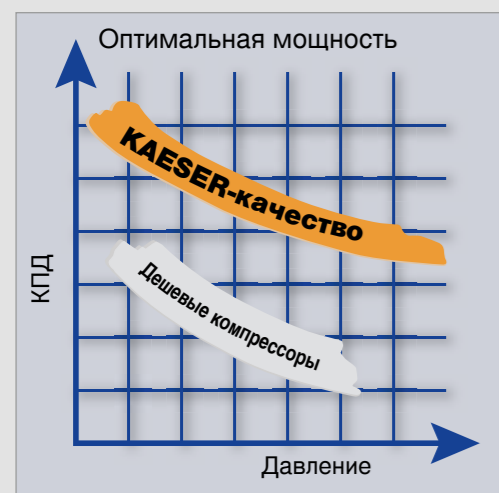 Оптимальная мощность
KAESER-качество
Дешевые компрессоры
КПД
Давление